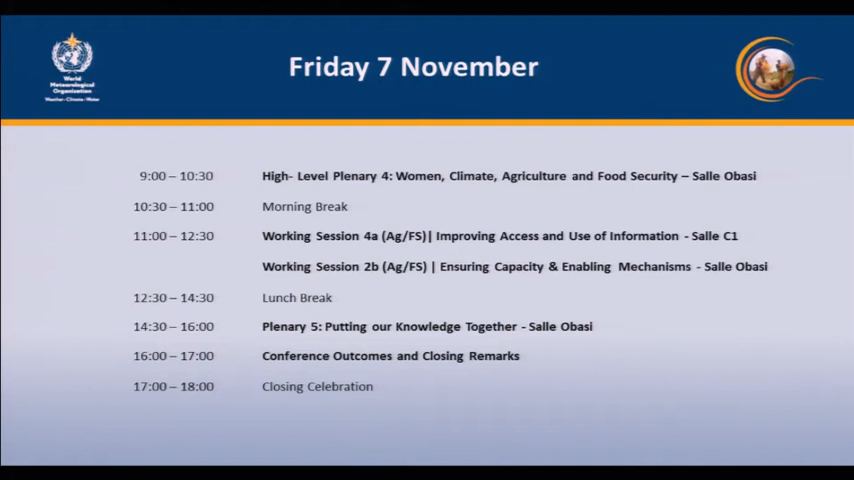 World
Meteorological
Organization
Weather • Climate • Water
Friday 7 November
9:00 – 10:30 High- Level Plenary 4: Women, Climate, Agriculture and Food Security – Salle Obasi
10:30 – 11:00 Morning Break
11:00 – 12:30 Working Session 4a (Ag/FS)| Improving Access and Use of Information - Salle C1
Working Session 2b (Ag/FS) | Ensuring Capacity & Enabling Mechanisms - Salle Obasi
12:30 – 14:30 Lunch Break
14:30 – 16:00 Plenary 5: Putting our Knowledge Together - Salle Obasi
16:00 – 17:00 Conference Outcomes and Closing Remarks
17:00 – 18:00 Closing Celebration